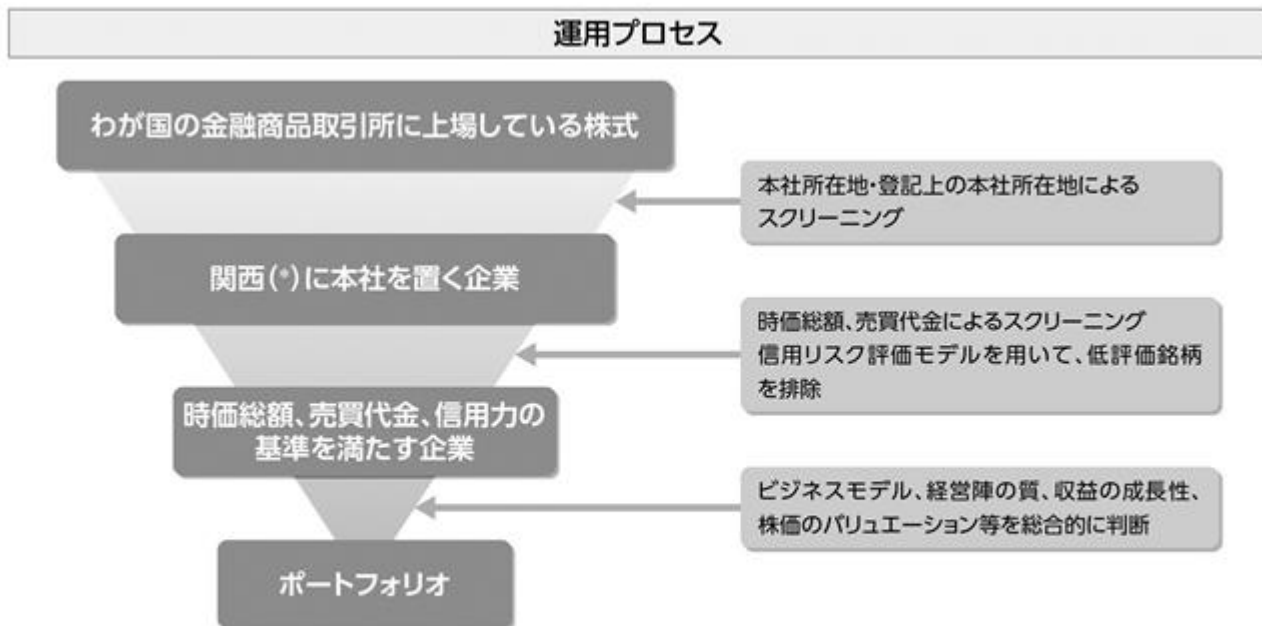 運用プロセス
わが国の金融商品取引所に上場している株式
本社所在地・登記上の本社所在地による
スクリーニング
関西(*)に本社を置く企業
時価総額、売買代金によるスクリーニング
信用リスク評価モデルを用いて、低評価銘柄
を排除
時価総額、売買代金、信用力の
基準を満たす企業
ビジネスモデル、経営陣の質、収益の成長性、
株価のバリュエーション等を総合的に判断
ポートフォリオ